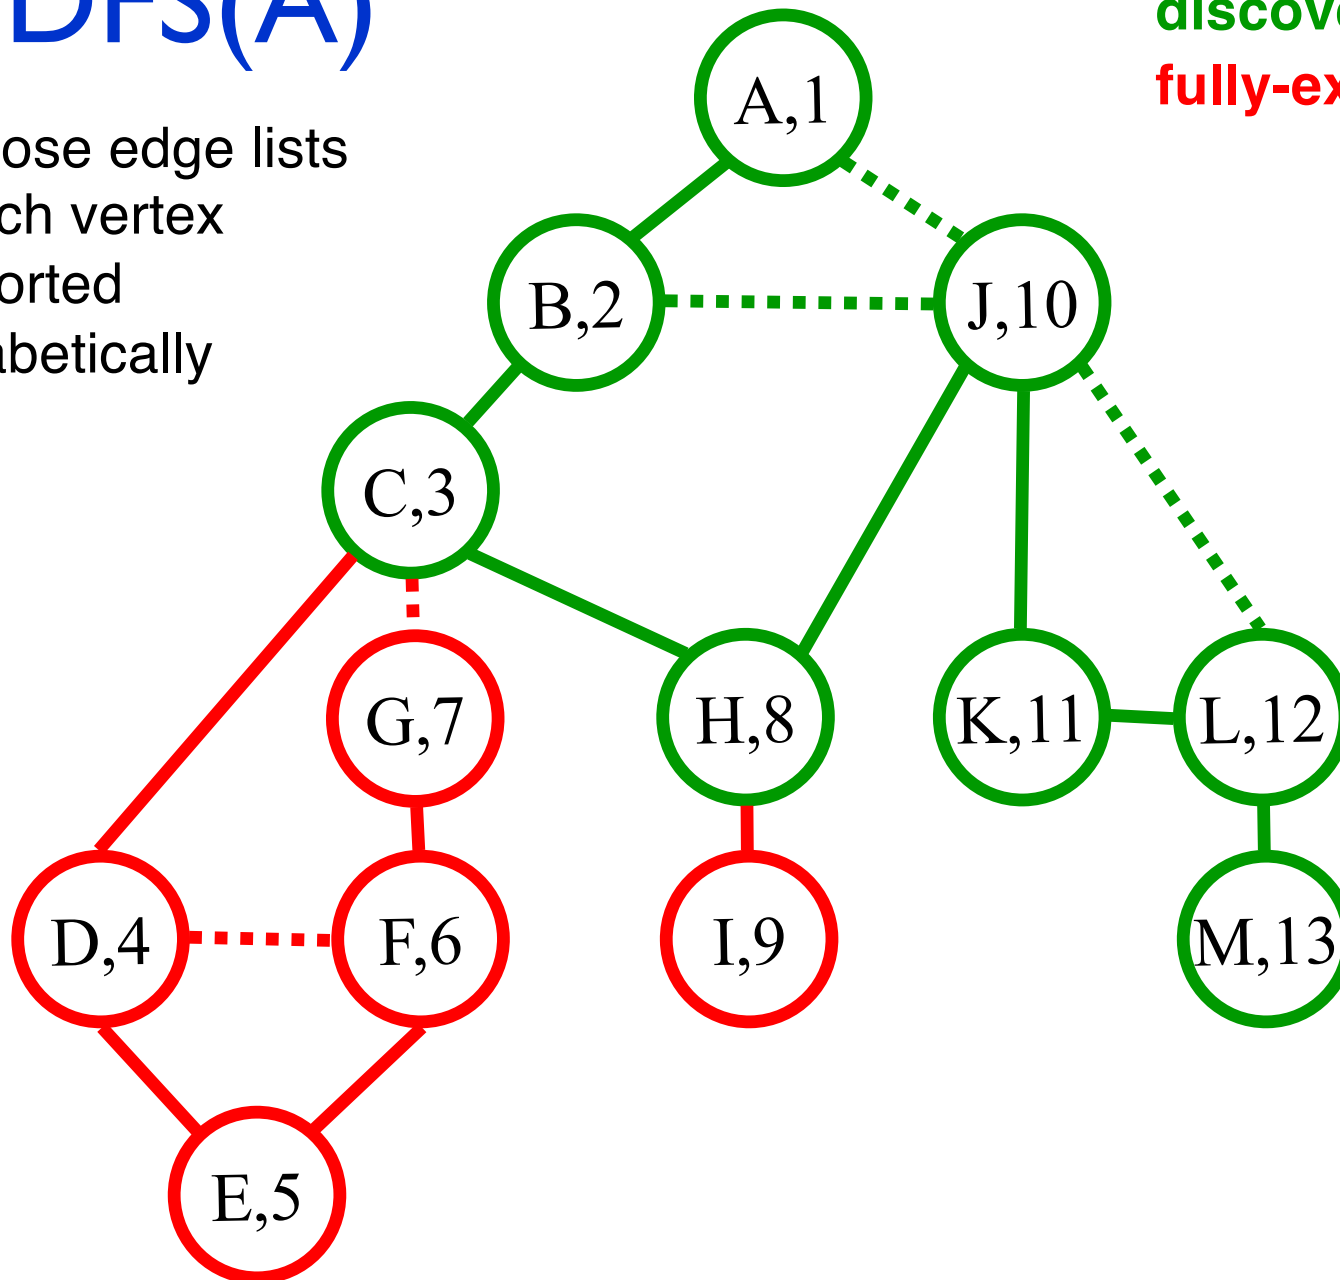 DFS(A)
discove
fully-ex
ose edge lists
ch vertex
orted
abetically
A,1
B,2
J,10
C,3
G,7
H,8
K,11
L,12
D,4
F,6
I,9
M,13
E,5